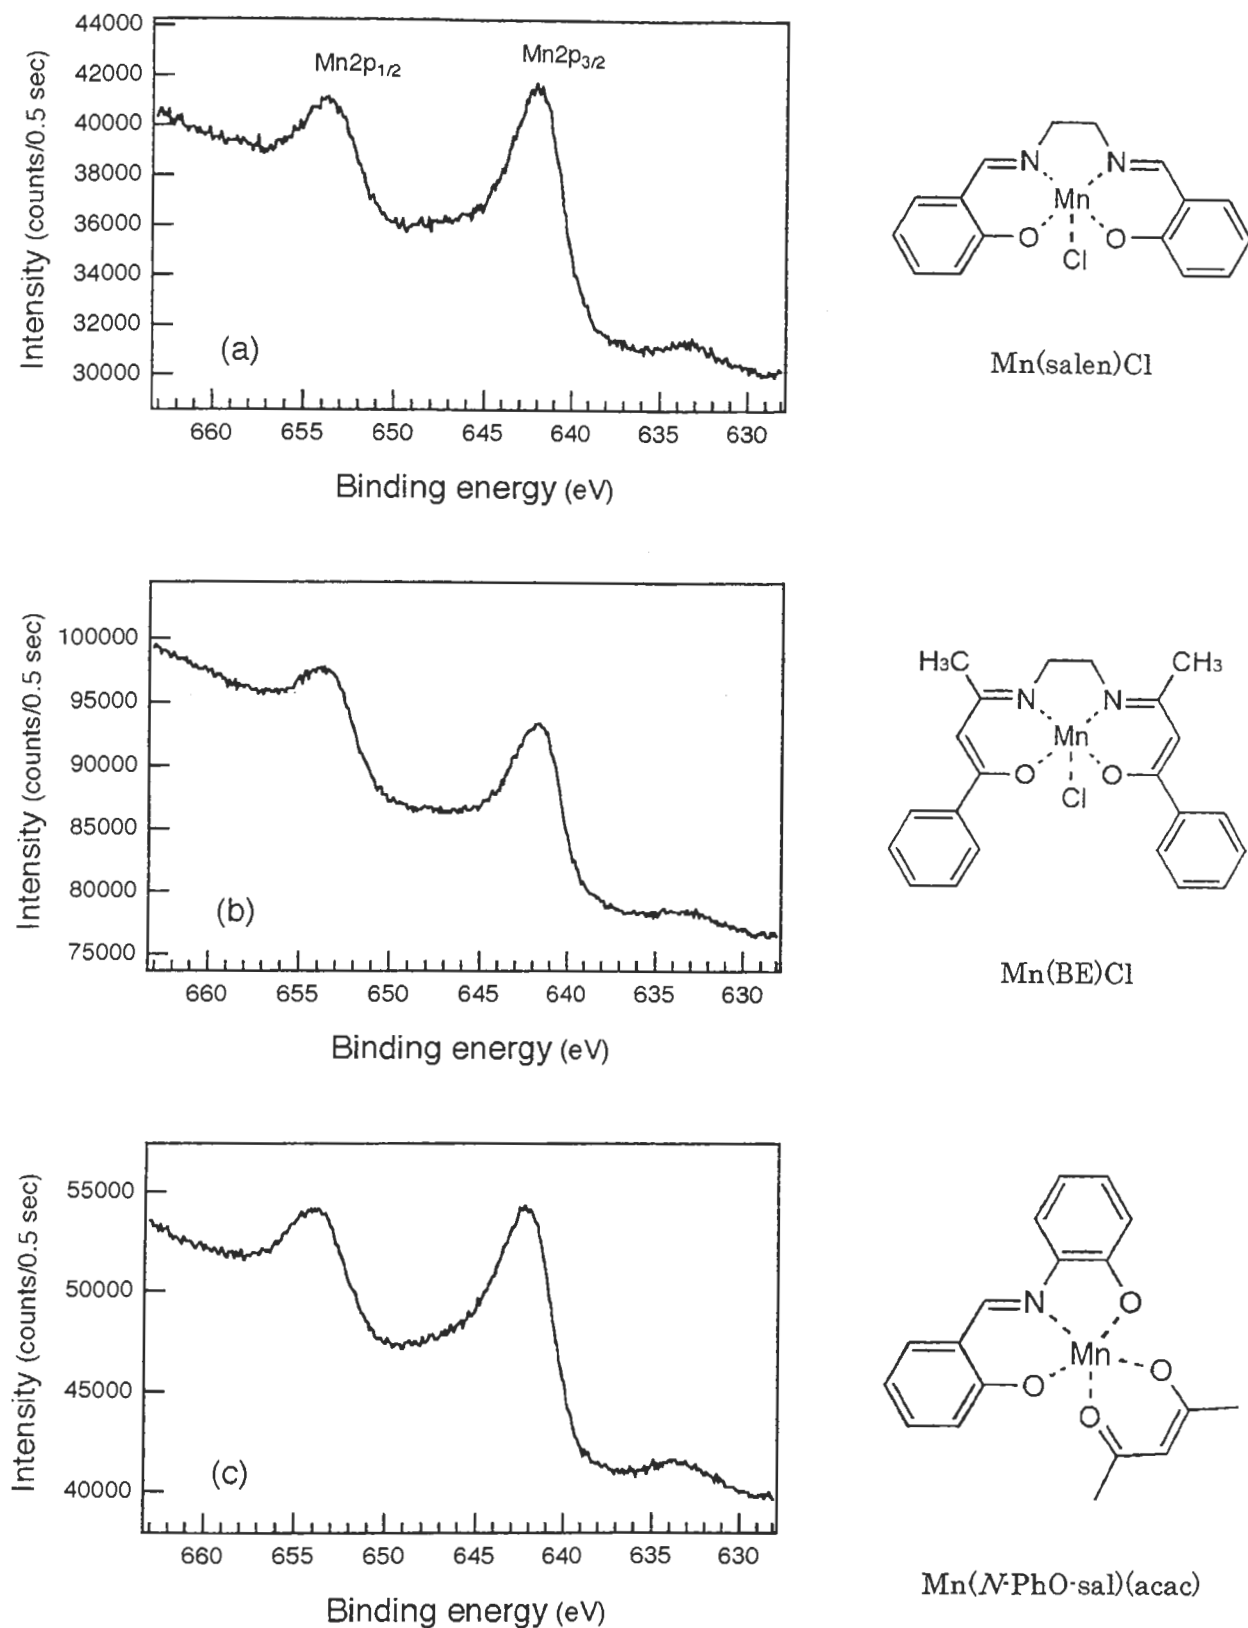 44000
42000
40000
38000
36000
34000
32000
30000
Intensity (counts/0.5 sec)
Mn2p1/2
Mn2p3/2
(a)
660 655 650 645 640 635 630
Binding energy (eV)
N N
Mn
O O
Cl
Mn(salen)Cl
100000
95000
90000
85000
80000
75000
Intensity (counts/0.5 sec)
(b)
660 655 650 645 640 635 630
Binding energy (eV)
H3C CH3
N N
Mn
O O
Cl
Mn(BE)Cl
55000
50000
45000
40000
Intensity (counts/0.5 sec)
(c)
660 655 650 645 640 635 630
Binding energy (eV)
N O
Mn
O O
O
Mn(N-PhO-sal)(acac)